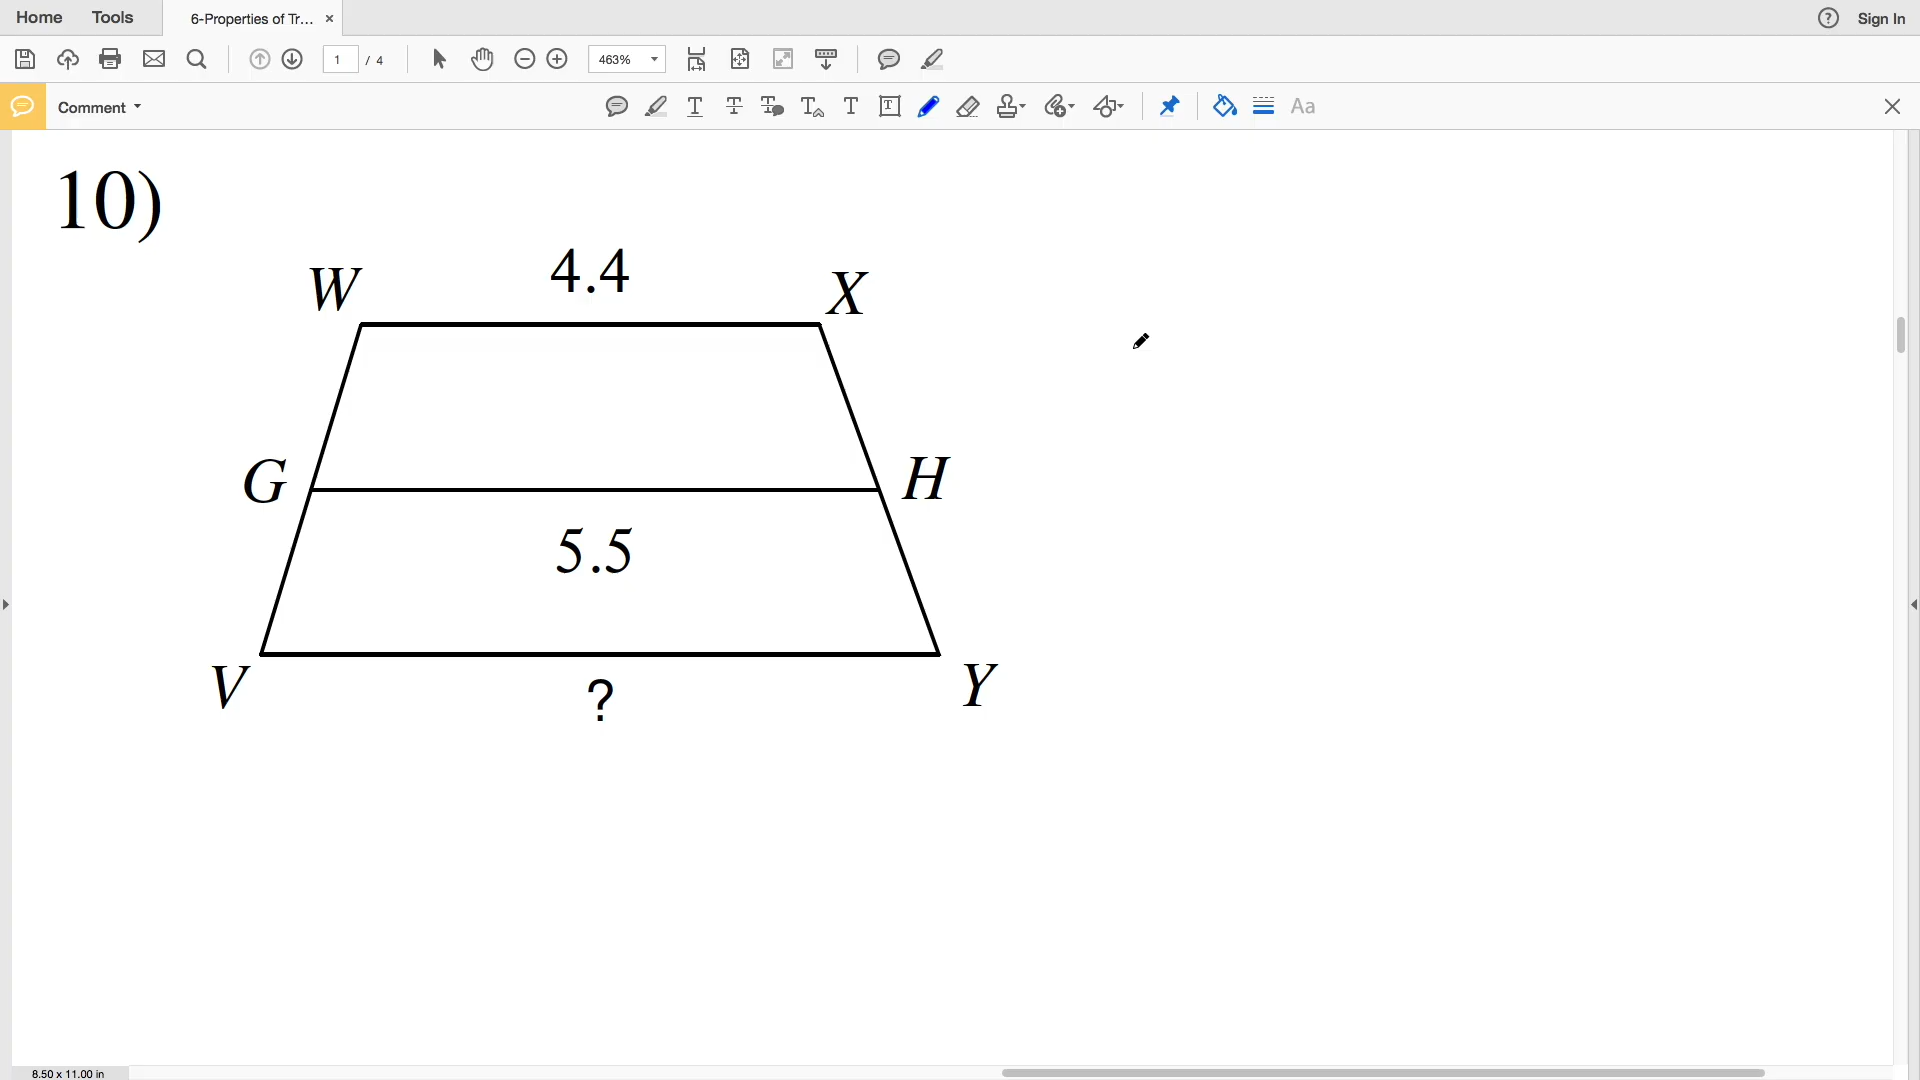 Home Tools 6-Properties of Tr... × ? Sign In
1 / 4 463%
Comment T T T T T T Aa
10)
4.4
W X
G H
5.5
V Y
?
8.50 x 11.00 in